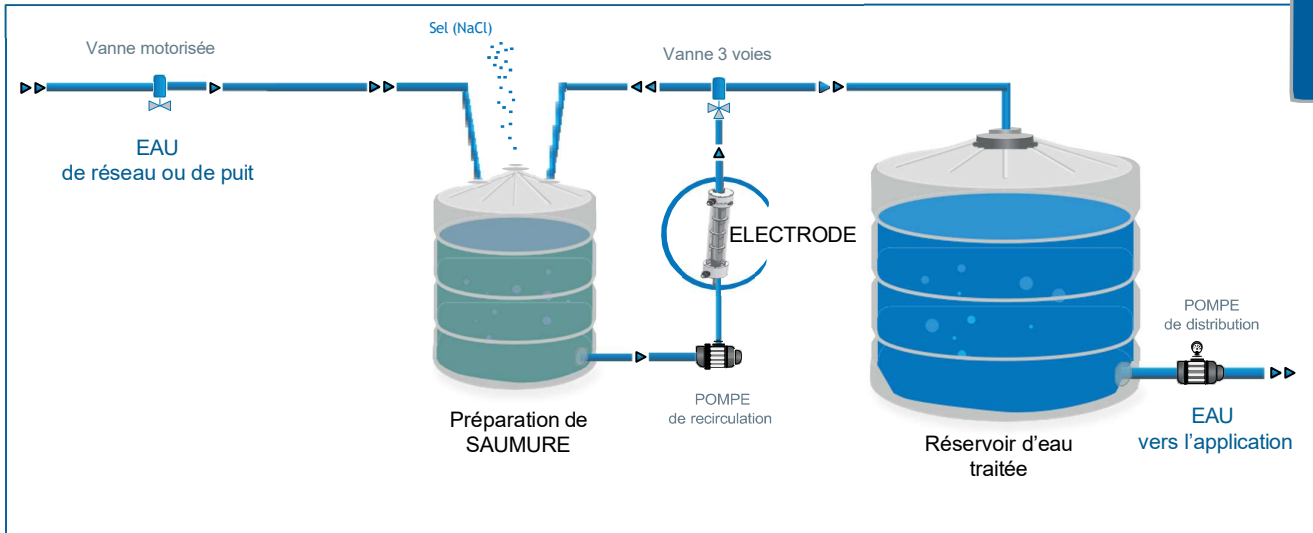 Sel (NaCl)
Vanne motorisée
Vanne 3 voies
EAU
de réseau ou de puit
ELECTRODE
POMPE
de distribution
POMPE
de recirculation
Préparation de
SAUMURE
EAU
vers l'application
Réservoir d'eau
traitée